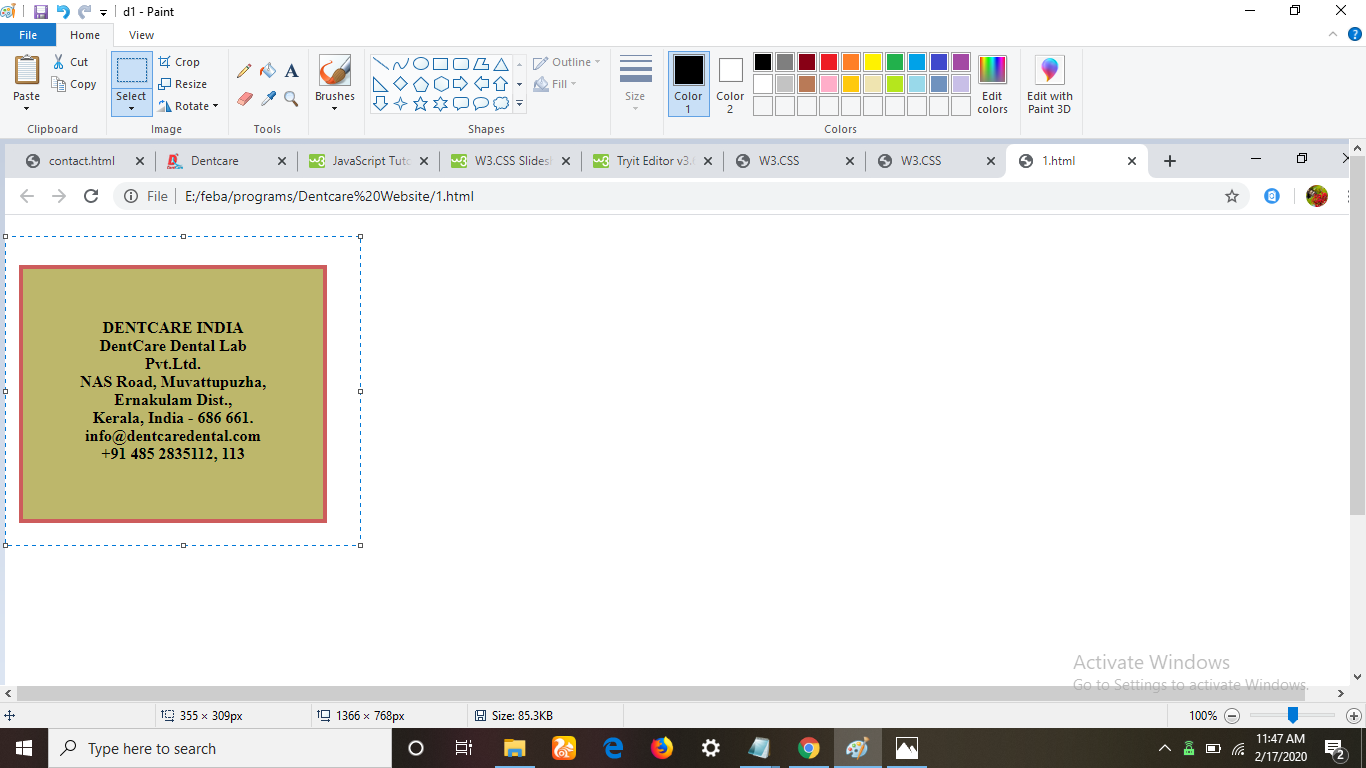 d1 - Paint
File
Home
View
Paste
Cut
Copy
Clipboard
Select
Crop
Resize
Rotate
Image
Tools
Brushes
Shapes
Outline
Fill
Size
Color 1
Color 2
Colors
Edit colors
Edit with Paint 3D
contact.html
Dentcare
JavaScript Tuto
W3.CSS Slides
Tryit Editor v3.
W3.CSS
W3.CSS
1.html
File
E:/feba/programs/Dentcare%20Website/1.html
DENTCARE INDIA
DentCare Dental Lab
Pvt.Ltd.
NAS Road, Muvattupuzha,
Ernakulam Dist.,
Kerala, India - 686 661.
info@dentcaredental.com
+91 485 2835112, 113
Activate Windows
Go to Settings to activate Windows.
355 × 309px
1366 × 768px
Size: 85.3KB
100%
Type here to search
11:47 AM
2/17/2020
2